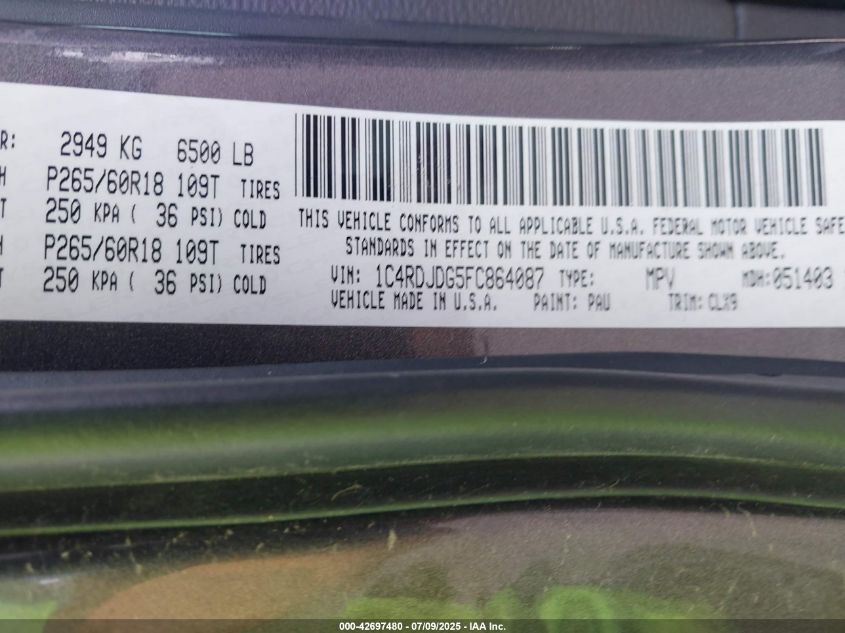 R: 2949 KG 6500 LB
H P265/60R18 109T TIRES
T 250 KPA ( 36 PSI) COLD
H P265/60R18 109T TIRES
T 250 KPA ( 36 PSI) COLD
THIS VEHICLE CONFORMS TO ALL APPLICABLE U.S.A. FEDERAL MOTOR VEHICLE SAFE
STANDARDS IN EFFECT ON THE DATE OF MANUFACTURE SHOWN ABOVE.
VIN: 1C4RDJDG5FC864087 TYPE: MPV MDH: 051403
VEHICLE MADE IN U.S.A. PAINT: PAU TRIM: CLX9
000-42697480 - 07/09/2025 - IAA Inc.